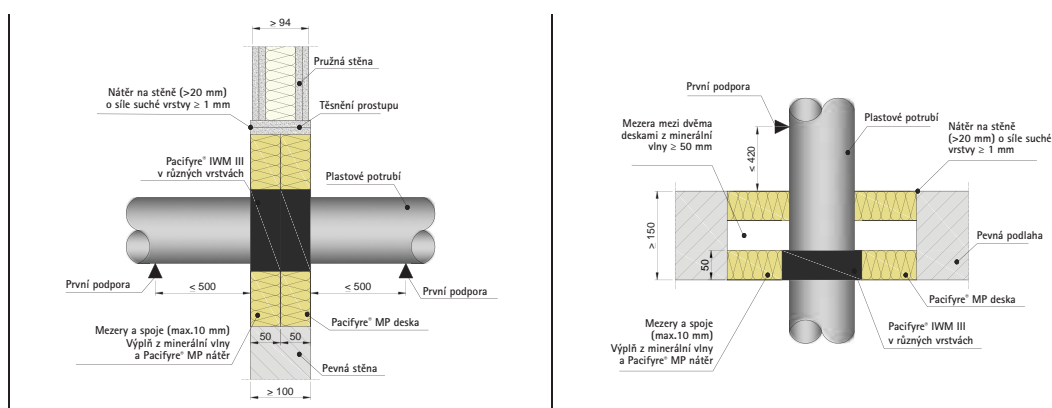 > 94
Pružná stěna
Nátěr na stěně (>20 mm)
o síle suché vrstvy ≥ 1 mm
Těsnění prostupu
Pacifyre® IWM III
v různých vrstvách
Plastové potrubí
První podpora
≤ 500
≤ 500
První podpora
Mezery a spoje (max.10 mm)
Výplň z minerální vlny
a Pacifyre® MP nátěr
Pacifyre® MP deska
50
50
Pevná stěna
> 100
První podpora
Plastové potrubí
Mezera mezi dvěma
deskami z minerální
vlny ≥ 50 mm
≤ 420
Nátěr na stěně
(>20 mm) o síle suché
vrstvy ≥ 1 mm
≥ 150
50
Pevná podlaha
Pacifyre® MP deska
Mezery a spoje
(max.10 mm)
Výplň z minerální vlny
a Pacifyre® MP nátěr
Pacifyre® IWM III
v různých vrstvách